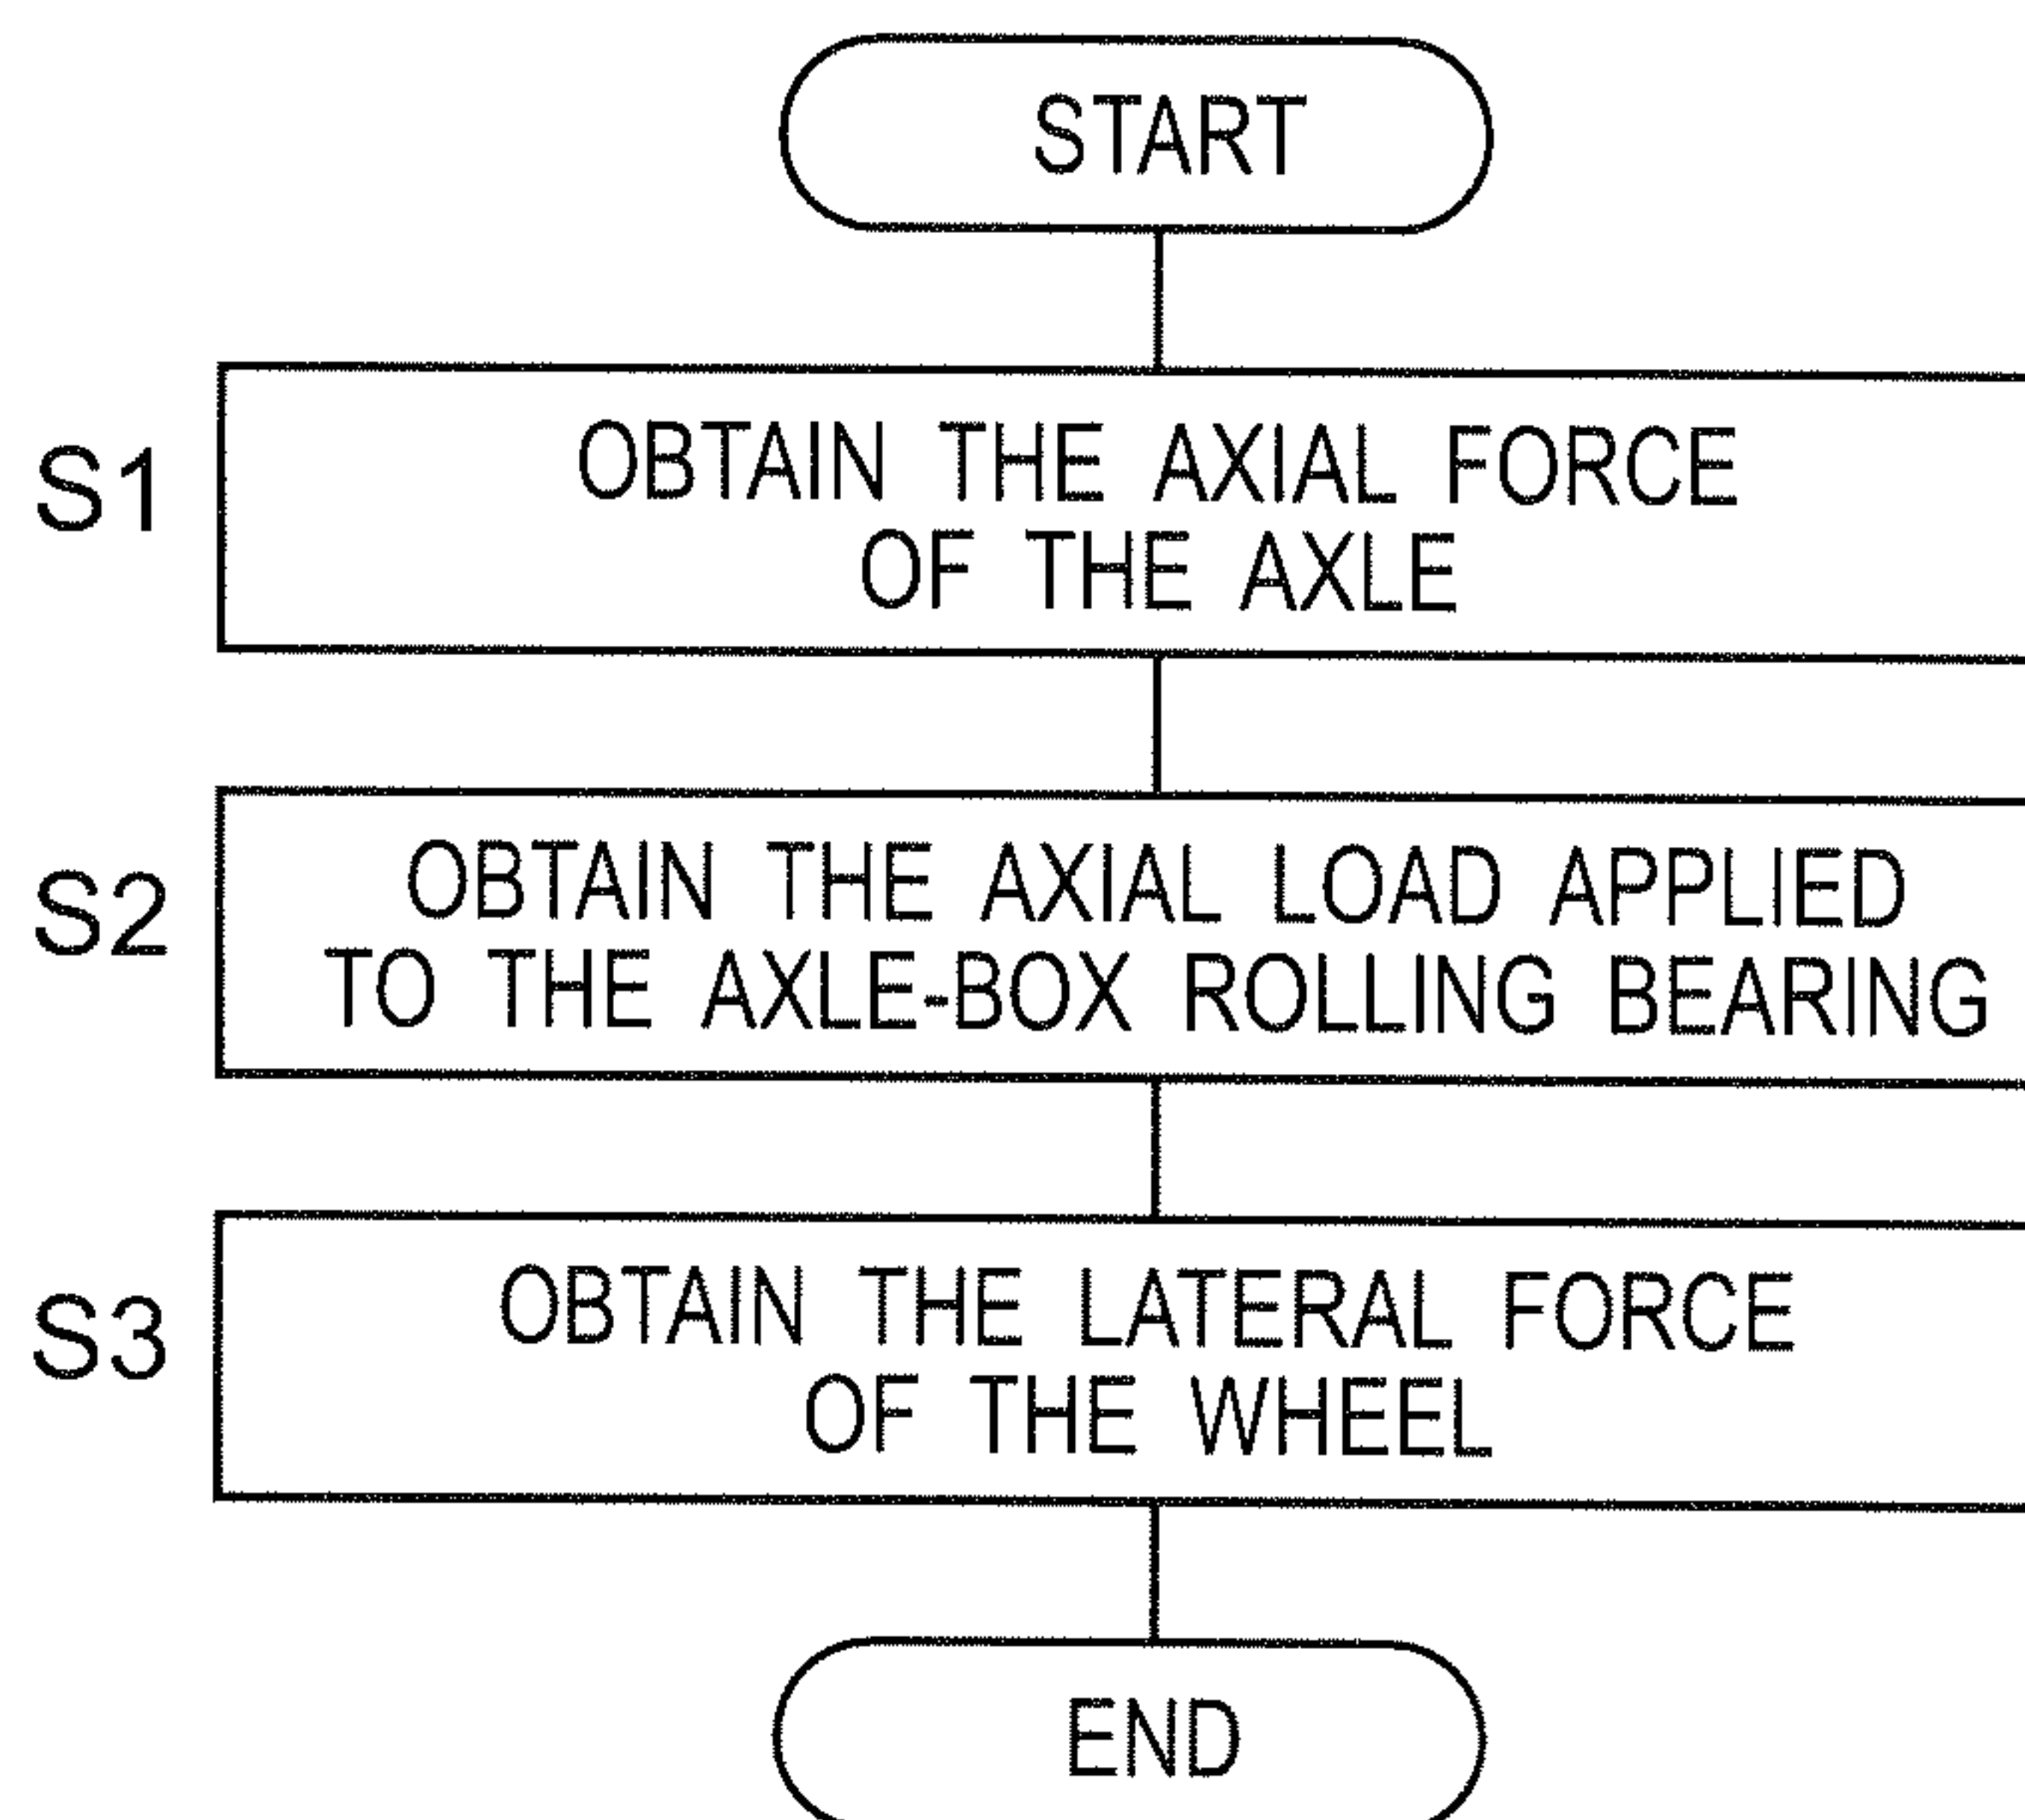 START
S1
OBTAIN THE AXIAL FORCE
OF THE AXLE
S2
OBTAIN THE AXIAL LOAD APPLIED
TO THE AXLE-BOX ROLLING BEARING
S3
OBTAIN THE LATERAL FORCE
OF THE WHEEL
END